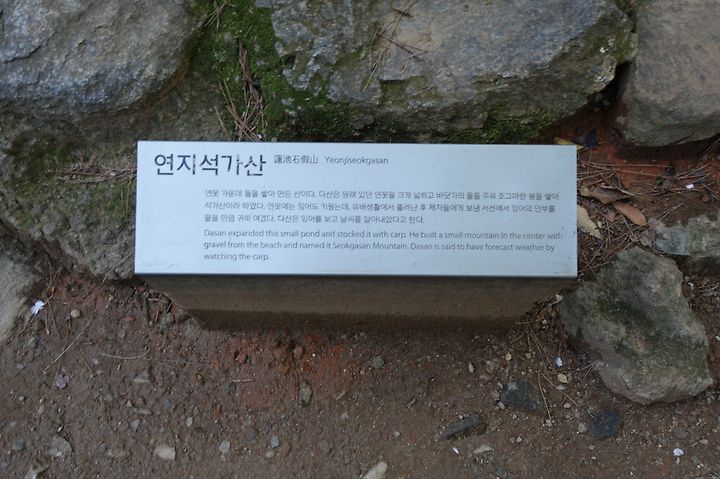 연지석가산 蓮池石假山 Yeonjiseokgasan
연못 가운데 돌을 쌓아 만든 산이다. 다산은 원래 있던 연못을 크게 넓히고 바닷가의 돌을 주워 조그마한 봉을 쌓아
석가산이라 하였다. 연못에는 잉어도 키웠는데, 유배생활에서 풀려난 후 제자들에게 보낸 서신에서 잉어의 안부를
물을 만큼 귀히 여겼다. 다산은 잉어를 보고 날씨를 알아내었다고 한다.
Dasan expanded this small pond and stocked it with carp. He built a small mountain in the center with
gravel from the beach and named it Seokgasan Mountain. Dasan is said to have forecast weather by
watching the carp.